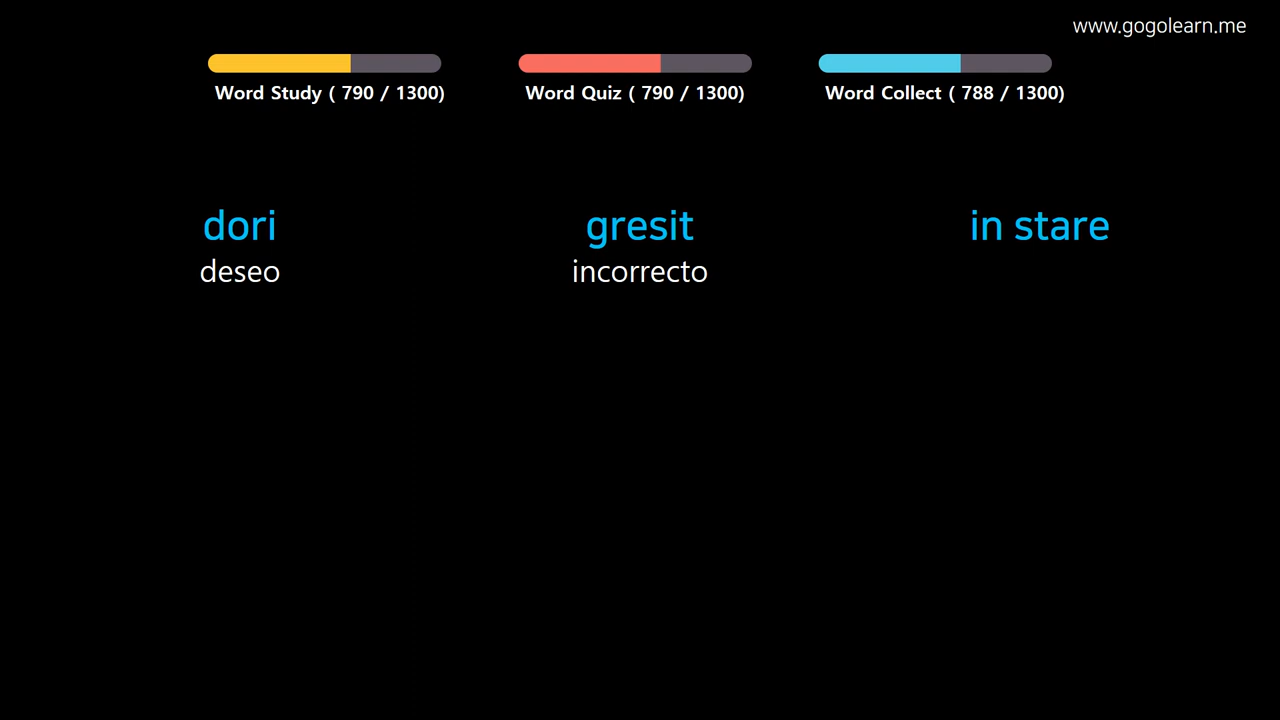 www.gogolearn.me
Word Study ( 790 / 1300)
Word Quiz ( 790 / 1300)
Word Collect ( 788 / 1300)
dori
deseo
gresit
incorrecto
in stare